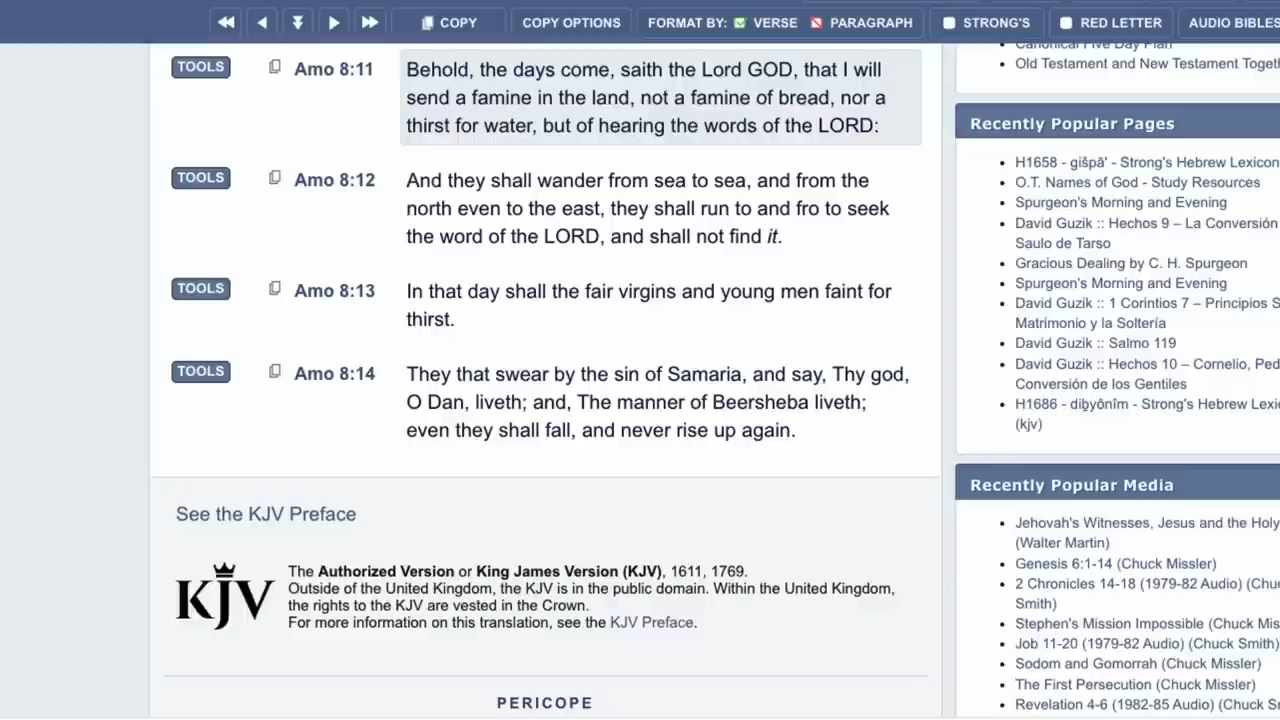 COPY
COPY OPTIONS
FORMAT BY:
VERSE
PARAGRAPH
STRONG'S
RED LETTER
AUDIO BIBLES
TOOLS
Amo 8:11
Behold, the days come, saith the Lord GOD, that I will
send a famine in the land, not a famine of bread, nor a
thirst for water, but of hearing the words of the LORD:
TOOLS
Amo 8:12
And they shall wander from sea to sea, and from the
north even to the east, they shall run to and fro to seek
the word of the LORD, and shall not find it.
TOOLS
Amo 8:13
In that day shall the fair virgins and young men faint for
thirst.
TOOLS
Amo 8:14
They that swear by the sin of Samaria, and say, Thy god,
O Dan, liveth; and, The manner of Beersheba liveth;
even they shall fall, and never rise up again.
See the KJV Preface
KJV
The Authorized Version or King James Version (KJV), 1611, 1769.
Outside of the United Kingdom, the KJV is in the public domain. Within the United Kingdom,
the rights to the KJV are vested in the Crown.
For more information on this translation, see the KJV Preface.
PERICOPE
Canonical Five Day Plan
Old Testament and New Testament
Recently Popular Pages
H1658 - gišpā' - Strong's Hebrew Lexicon
O.T. Names of God - Study Resources
Spurgeon's Morning and Evening
David Guzik :: Hechos 9 – La Conversión
Saulo de Tarso
Gracious Dealing by C. H. Spurgeon
Spurgeon's Morning and Evening
David Guzik :: 1 Corintios 7 – Principios
Matrimonio y la Soltería
David Guzik :: Salmo 119
David Guzik :: Hechos 10 – Cornelio,
Conversión de los Gentiles
H1686 - diḇyônîm - Strong's Hebrew
(kjv)
Recently Popular Media
Jehovah's Witnesses, Jesus and the Holy
(Walter Martin)
Genesis 6:1-14 (Chuck Missler)
2 Chronicles 14-18 (1979-82 Audio)
Smith)
Stephen's Mission Impossible (Chuck
Job 11-20 (1979-82 Audio) (Chuck Smith)
Sodom and Gomorrah (Chuck Missler)
The First Persecution (Chuck Missler)
Revelation 4-6 (1982-85 Audio) (Chuck